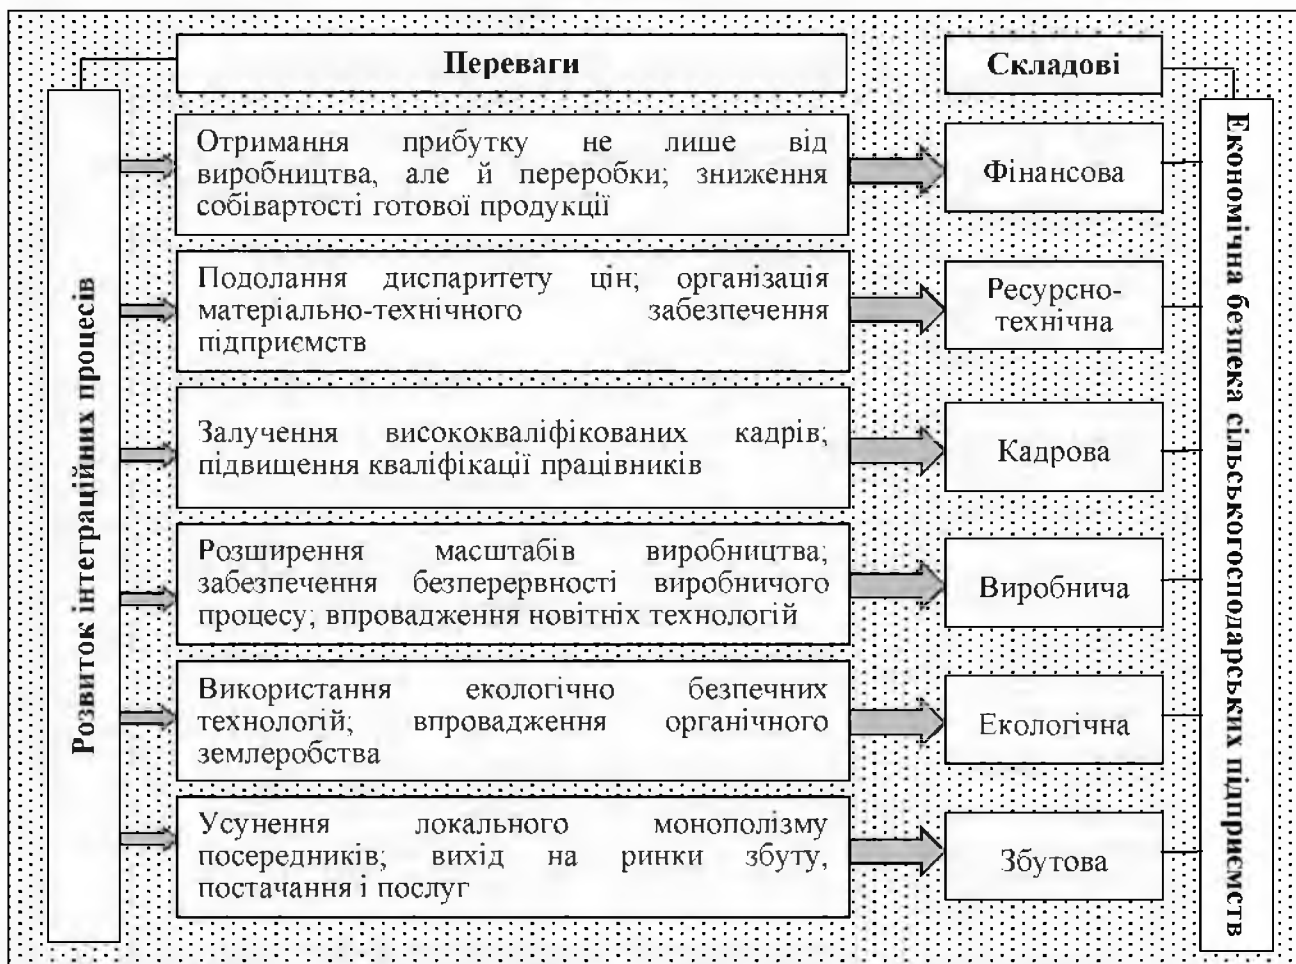 Переваги
Складові
Розвиток інтеграційних процесів
Отримання прибутку не лише від
виробництва, але й переробки; зниження
собівартості готової продукції
Фінансова
Подолання диспаритету цін; організація
матеріально-технічного забезпечення
підприємств
Ресурсно-
технічна
Залучення висококваліфікованих кадрів;
підвищення кваліфікації працівників
Кадрова
Розширення масштабів виробництва;
забезпечення безперервності виробничого
процесу; впровадження новітніх технологій
Виробнича
Використання екологічно безпечних
технологій; впровадження органічного
землеробства
Екологічна
Усунення локального монополізму
посередників; вихід на ринки збуту,
постачання і послуг
Збутова
Економічна безпека сільськогосподарських підприємств